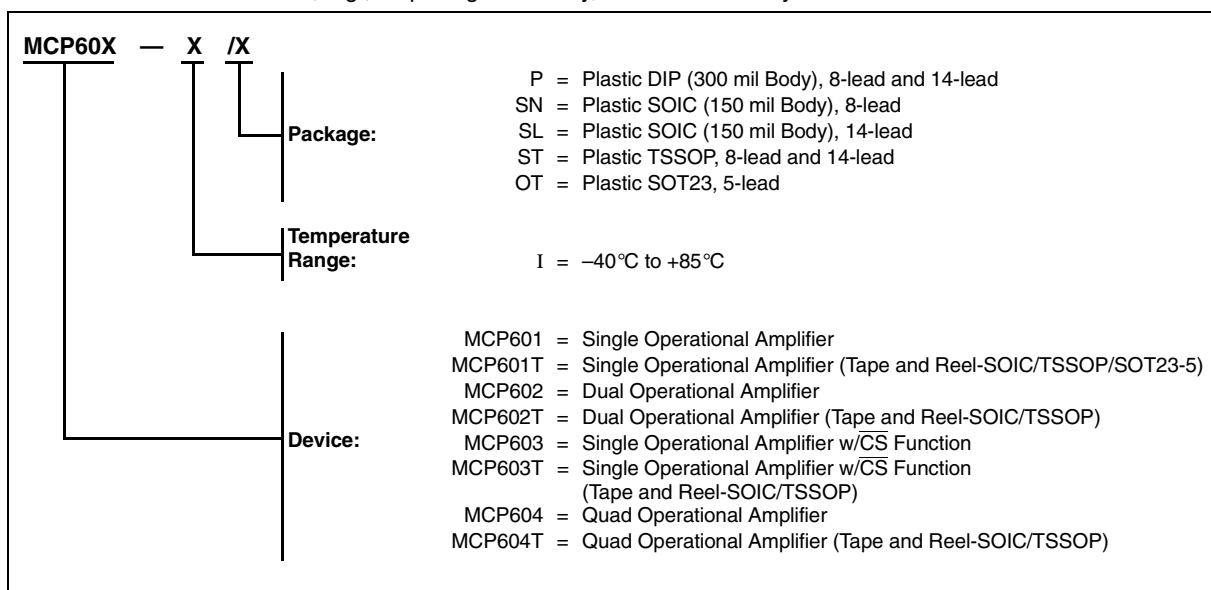 MCP60X — X /X
Package:
P = Plastic DIP (300 mil Body), 8-lead and 14-lead
SN = Plastic SOIC (150 mil Body), 8-lead
SL = Plastic SOIC (150 mil Body), 14-lead
ST = Plastic TSSOP, 8-lead and 14-lead
OT = Plastic SOT23, 5-lead
Temperature
Range:
I = –40°C to +85°C
Device:
MCP601 = Single Operational Amplifier
MCP601T = Single Operational Amplifier (Tape and Reel-SOIC/TSSOP/SOT23-5)
MCP602 = Dual Operational Amplifier
MCP602T = Dual Operational Amplifier (Tape and Reel-SOIC/TSSOP)
MCP603 = Single Operational Amplifier w/C̅S̅ Function
MCP603T = Single Operational Amplifier w/C̅S̅ Function
(Tape and Reel-SOIC/TSSOP)
MCP604 = Quad Operational Amplifier
MCP604T = Quad Operational Amplifier (Tape and Reel-SOIC/TSSOP)